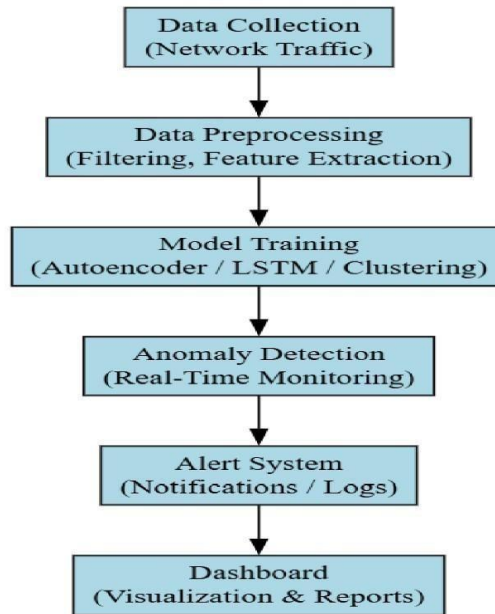 Data Collection
(Network Traffic)
Data Preprocessing
(Filtering, Feature Extraction)
Model Training
(Autoencoder / LSTM / Clustering)
Anomaly Detection
(Real-Time Monitoring)
Alert System
(Notifications / Logs)
Dashboard
(Visualization & Reports)